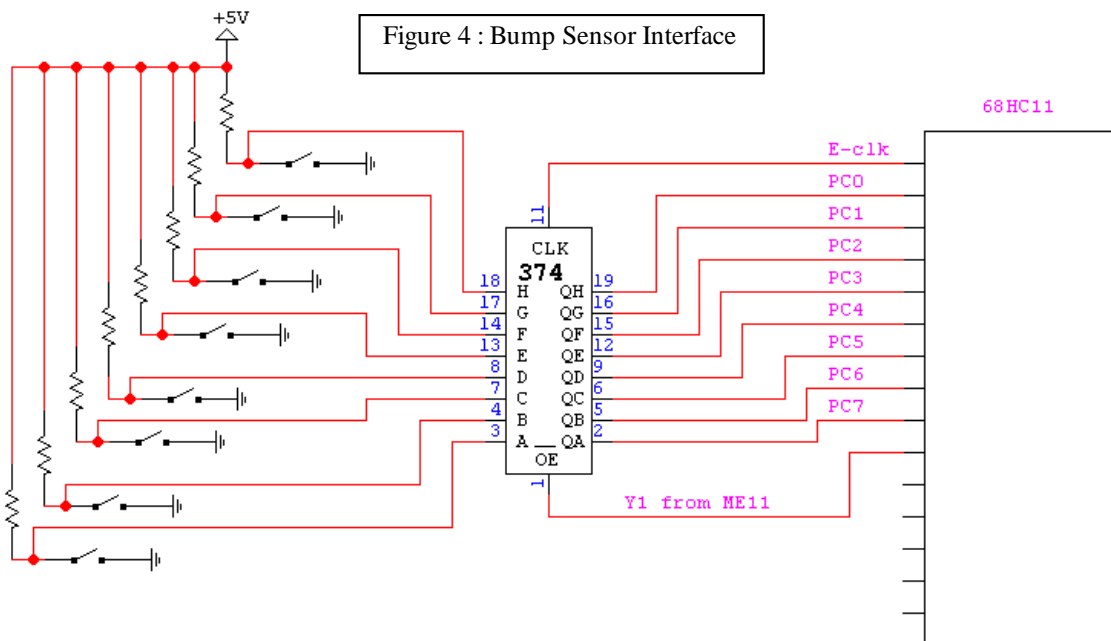 +5V
Figure 4 : Bump Sensor Interface
68HC11
E-clk
PC0
PC1
PC2
PC3
PC4
PC5
PC6
PC7
11
CLK
374
18 H QH 19
17 G QG 16
14 F QF 15
13 E QE 12
8 D QD 9
7 C QC 6
4 B QB 5
3 A QA 2
OE
1
Y1 from ME11